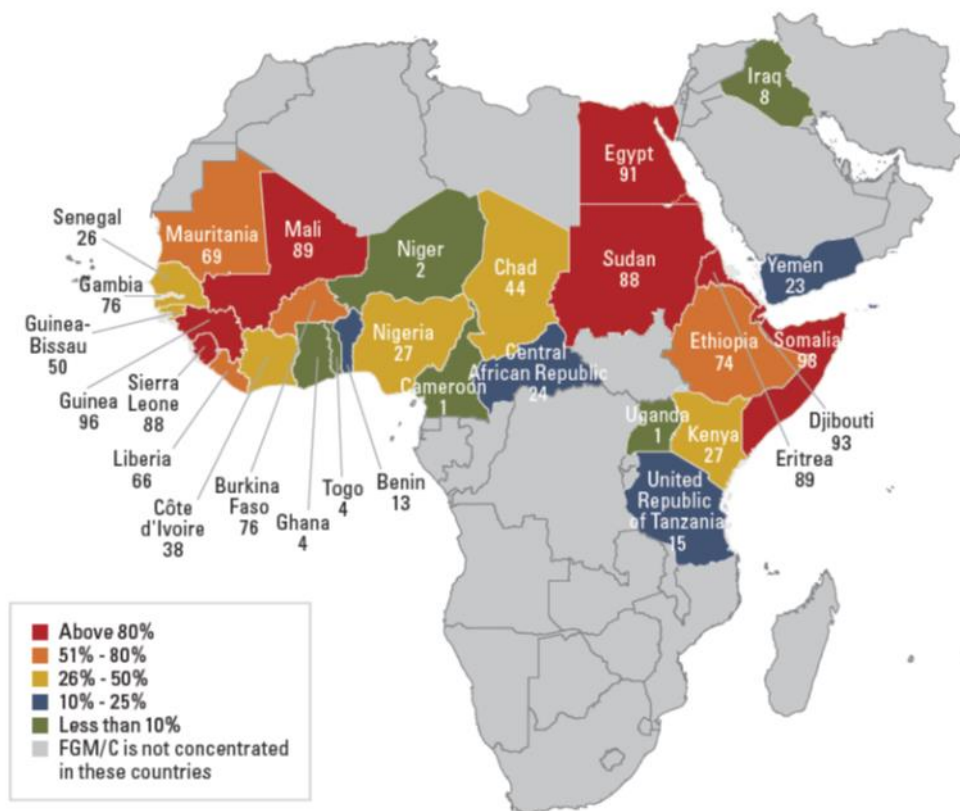 Iraq
8
Egypt
91
Senegal
26
Mauritania
69
Mali
89
Niger
2
Chad
44
Sudan
88
Yemen
23
Gambia
76
Guinea-
Bissau
50
Nigeria
27
Ethiopia
74
Somalia
98
Central
African Republic
24
Cameroon
1
Guinea
96
Sierra
Leone
88
Uganda
1
Kenya
27
Djibouti
93
Eritrea
89
Liberia
66
Côte
d'Ivoire
38
Burkina
Faso
76
Ghana
4
Togo
4
Benin
13
United
Republic
of Tanzania
15
Above 80%
51% - 80%
26% - 50%
10% - 25%
Less than 10%
FGM/C is not concentrated
in these countries